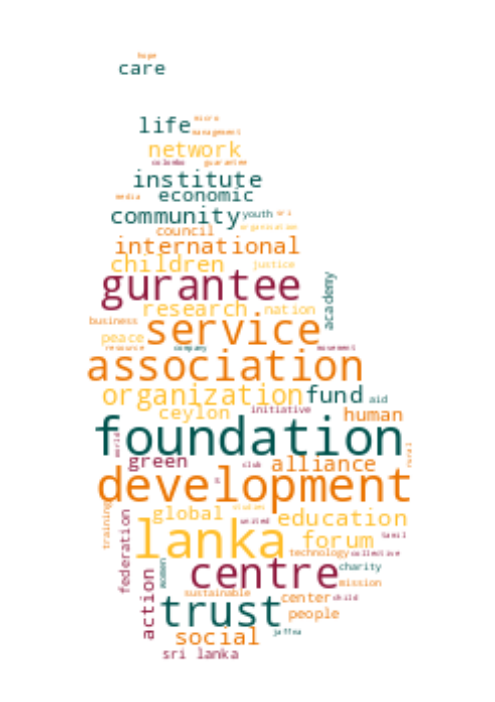 hope
care
life micro
management
network
colombo guarantee
institute
media economic
community youth sri
council organisation
international
children justice
gurantee academy
research nation
business service
peace
resource company movement
association
organization fund aid
ceylon initiative human
foundation
world green club alliance rural
development
training global student education
united
lanka forum tamil
federation technology collective
women centre charity
mission
action sustainable center child
trust people
social jaffna
sri lanka